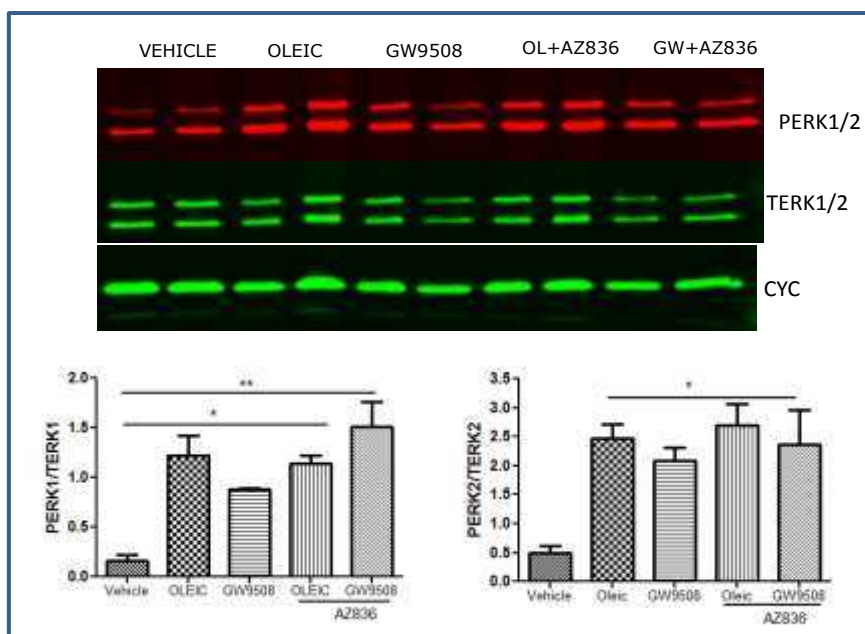 VEHICLE OLEIC GW9508 OL+AZ836 GW+AZ836
PERK1/2
TERK1/2
CYC
PERK1/TERK1
2.0
1.5
1.0
0.5
0.0
**
*
Vehicle OLEIC GW9508 OLEIC GW9508
AZ836
PERK2/TERK2
3.5
3.0
2.5
2.0
1.5
1.0
0.5
0.0
*
Vehicle Oleic GW9508 Oleic GW9508
AZ836